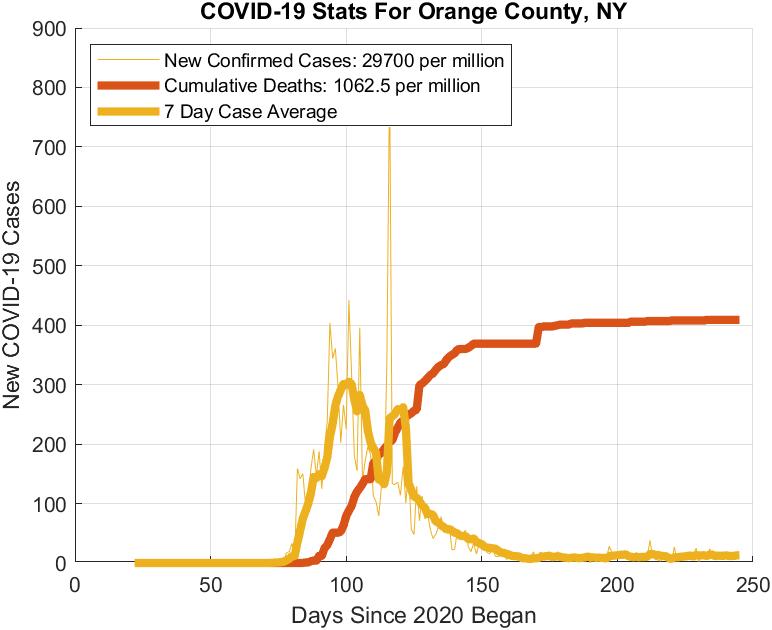 COVID-19 Stats For Orange County, NY
900
800
700
600
500
400
300
200
100
0
New COVID-19 Cases
New Confirmed Cases: 29700 per million
Cumulative Deaths: 1062.5 per million
7 Day Case Average
0 50 100 150 200 250
Days Since 2020 Began